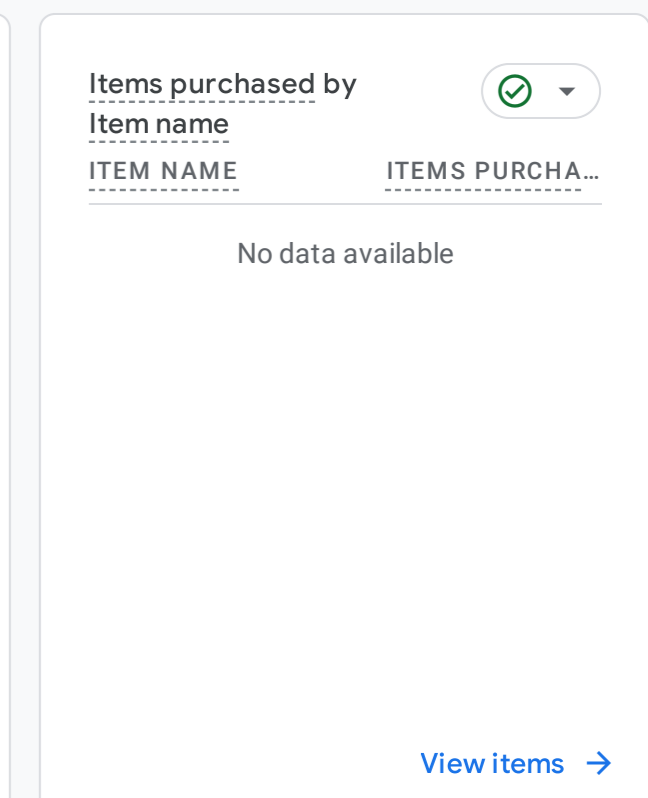 Items purchased by
Item name
ITEM NAME ITEMS PURCHA…
No data available
View items